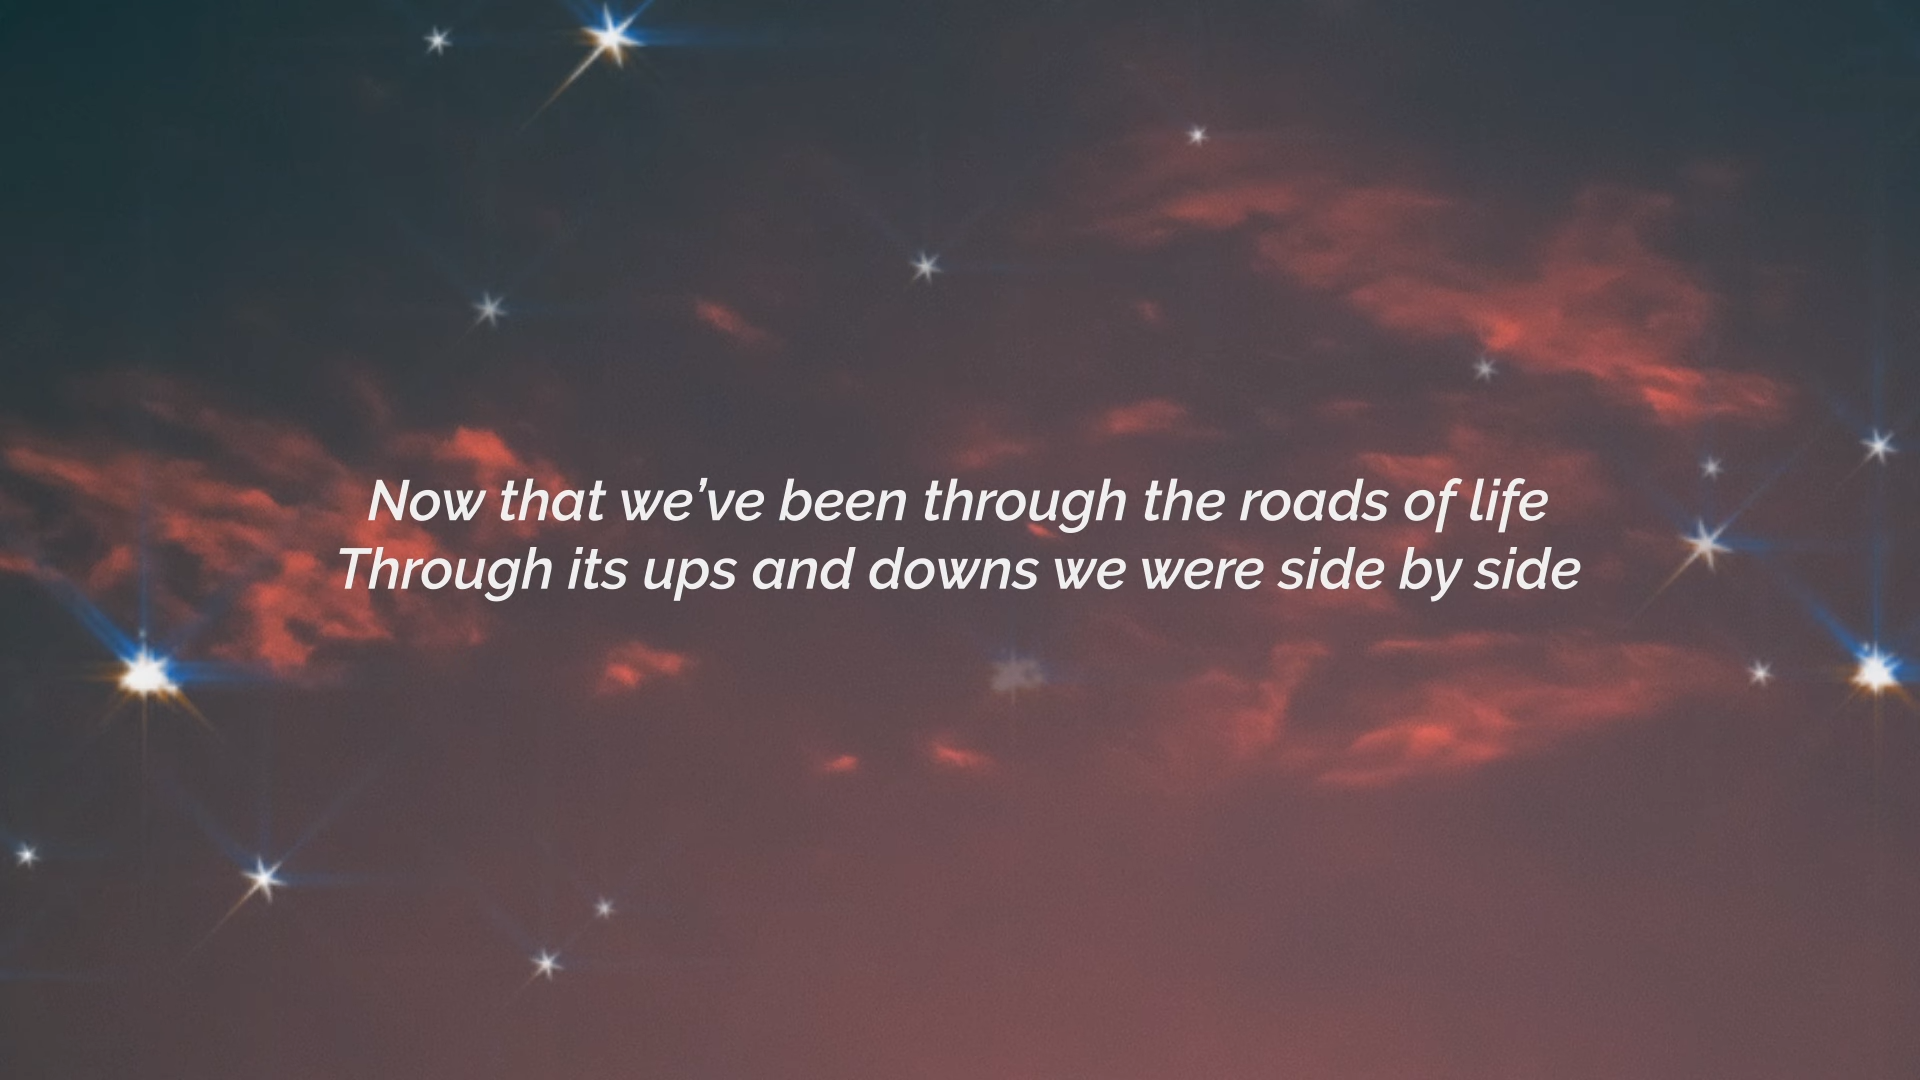 Now that we’ve been through the roads of life
Through its ups and downs we were side by side